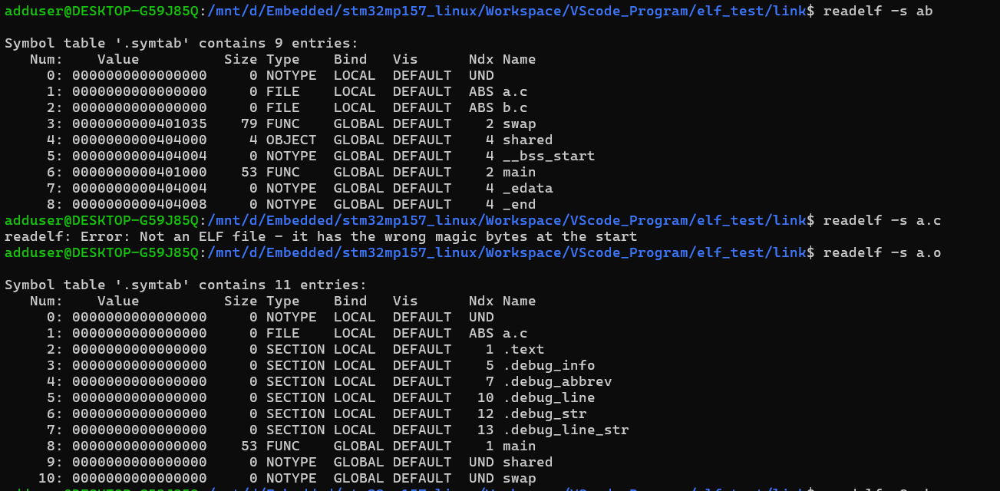 adduser@DESKTOP-G59J85Q:/mnt/d/Embedded/stm32mp157_linux/Workspace/VScode_Program/elf_test/link$ readelf -s ab
Symbol table '.symtab' contains 9 entries:
   Num:    Value          Size Type    Bind   Vis      Ndx Name
     0: 0000000000000000     0 NOTYPE  LOCAL  DEFAULT  UND
     1: 0000000000000000     0 FILE    LOCAL  DEFAULT  ABS a.c
     2: 0000000000000000     0 FILE    LOCAL  DEFAULT  ABS b.c
     3: 0000000000401035    79 FUNC    GLOBAL DEFAULT    2 swap
     4: 0000000000404000     4 OBJECT  GLOBAL DEFAULT    4 shared
     5: 0000000000404004     0 NOTYPE  GLOBAL DEFAULT    4 __bss_start
     6: 0000000000401000    53 FUNC    GLOBAL DEFAULT    2 main
     7: 0000000000404004     0 NOTYPE  GLOBAL DEFAULT    4 _edata
     8: 0000000000404008     0 NOTYPE  GLOBAL DEFAULT    4 _end
adduser@DESKTOP-G59J85Q:/mnt/d/Embedded/stm32mp157_linux/Workspace/VScode_Program/elf_test/link$ readelf -s a.c
readelf: Error: Not an ELF file - it has the wrong magic bytes at the start
adduser@DESKTOP-G59J85Q:/mnt/d/Embedded/stm32mp157_linux/Workspace/VScode_Program/elf_test/link$ readelf -s a.o
Symbol table '.symtab' contains 11 entries:
   Num:    Value          Size Type    Bind   Vis      Ndx Name
     0: 0000000000000000     0 NOTYPE  LOCAL  DEFAULT  UND
     1: 0000000000000000     0 FILE    LOCAL  DEFAULT  ABS a.c
     2: 0000000000000000     0 SECTION LOCAL  DEFAULT    1 .text
     3: 0000000000000000     0 SECTION LOCAL  DEFAULT    5 .debug_info
     4: 0000000000000000     0 SECTION LOCAL  DEFAULT    7 .debug_abbrev
     5: 0000000000000000     0 SECTION LOCAL  DEFAULT   10 .debug_line
     6: 0000000000000000     0 SECTION LOCAL  DEFAULT   12 .debug_str
     7: 0000000000000000     0 SECTION LOCAL  DEFAULT   13 .debug_line_str
     8: 0000000000000000    53 FUNC    GLOBAL DEFAULT    1 main
     9: 0000000000000000     0 NOTYPE  GLOBAL DEFAULT  UND shared
    10: 0000000000000000     0 NOTYPE  GLOBAL DEFAULT  UND swap